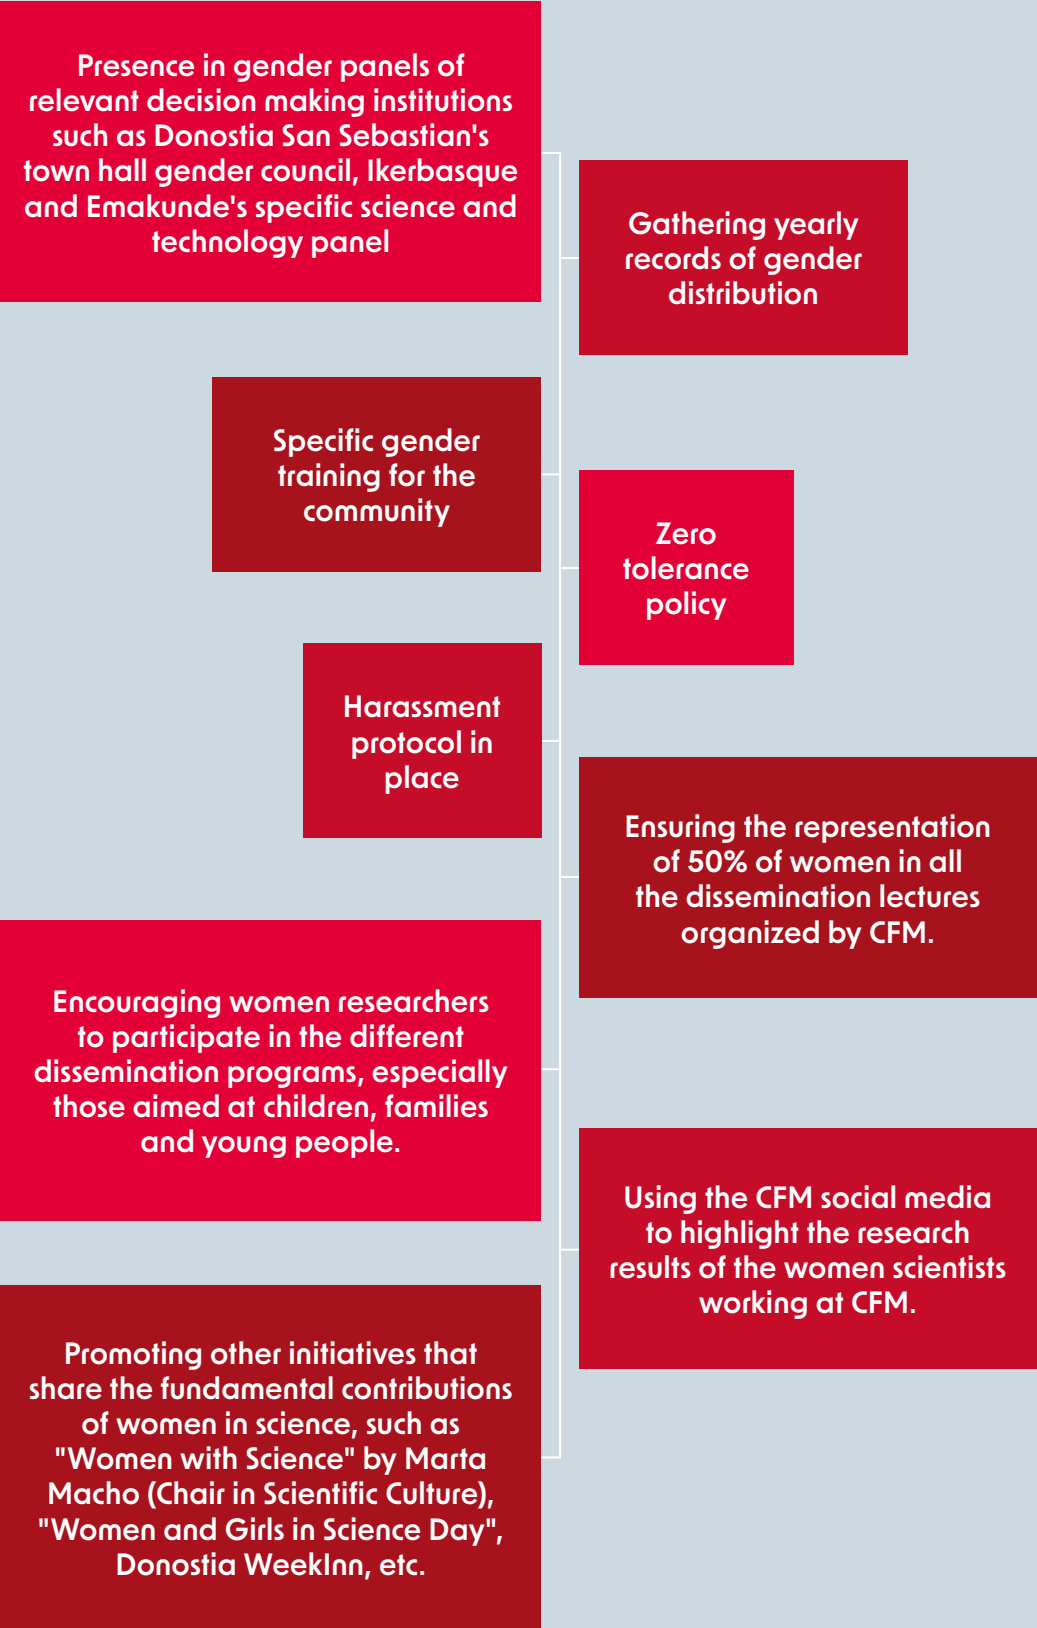 Presence in gender panels of
relevant decision making institutions
such as Donostia San Sebastian's
town hall gender council, Ikerbasque
and Emakunde's specific science and
technology panel
Gathering yearly
records of gender
distribution
Specific gender
training for the
community
Zero
tolerance
policy
Harassment
protocol in
place
Ensuring the representation
of 50% of women in all
the dissemination lectures
organized by CFM.
Encouraging women researchers
to participate in the different
dissemination programs, especially
those aimed at children, families
and young people.
Using the CFM social media
to highlight the research
results of the women scientists
working at CFM.
Promoting other initiatives that
share the fundamental contributions
of women in science, such as
"Women with Science" by Marta
Macho (Chair in Scientific Culture),
"Women and Girls in Science Day",
Donostia WeekInn, etc.